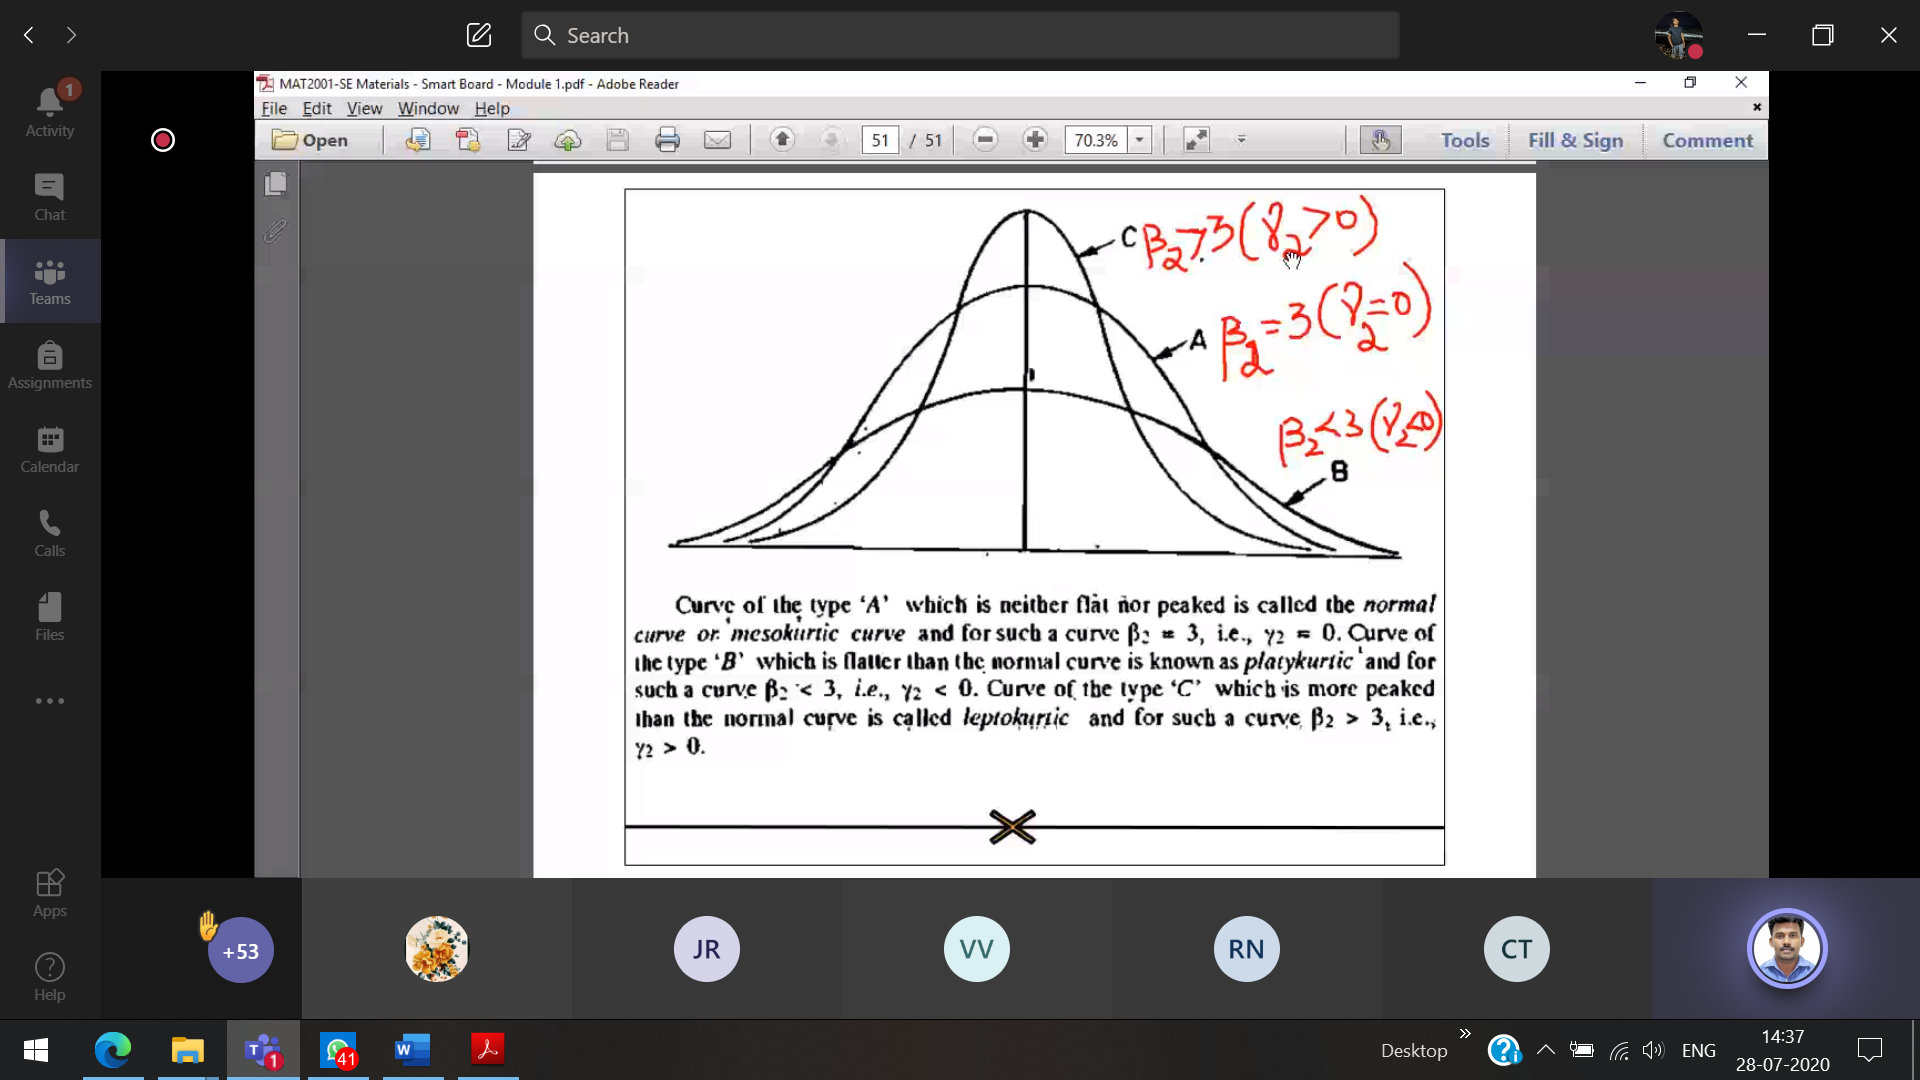 Search
MAT2001-SE Materials - Smart Board - Module 1.pdf - Adobe Reader
File Edit View Window Help
Open
51 / 51
70.3%
Tools
Fill & Sign
Comment
1
Activity
Chat
Teams
Assignments
Calendar
Calls
Files
Apps
Help
C β₂ > 3 (γ₂ > 0)
A β₂ = 3 (γ₂ = 0)
β₂ < 3 (γ₂ < 0)
B
Curve of the type ‘A’ which is neither flat nor peaked is called the normal
curve or mesokurtic curve and for such a curve β₂ = 3, i.e., γ₂ = 0. Curve of
the type ‘B’ which is flatter than the normal curve is known as platykurtic and for
such a curve β₂ < 3, i.e., γ₂ < 0. Curve of the type ‘C’ which is more peaked
than the normal curve is called leptokurtic and for such a curve β₂ > 3, i.e.,
γ₂ > 0.
+53
JR
VV
RN
CT
1
41
Desktop
ENG
14:37
28-07-2020